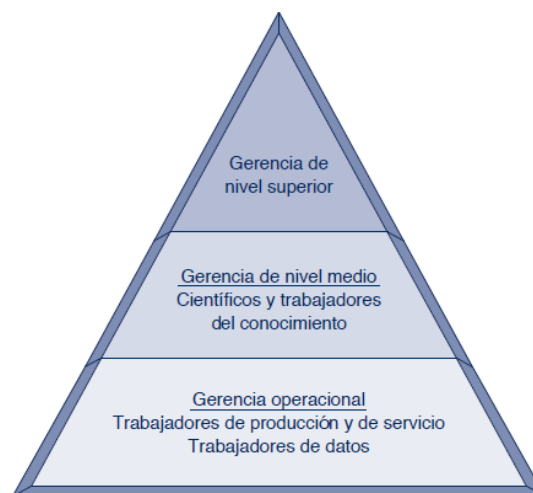 Gerencia de
nivel superior
Gerencia de nivel medio
Científicos y trabajadores
del conocimiento
Gerencia operacional
Trabajadores de producción y de servicio
Trabajadores de datos